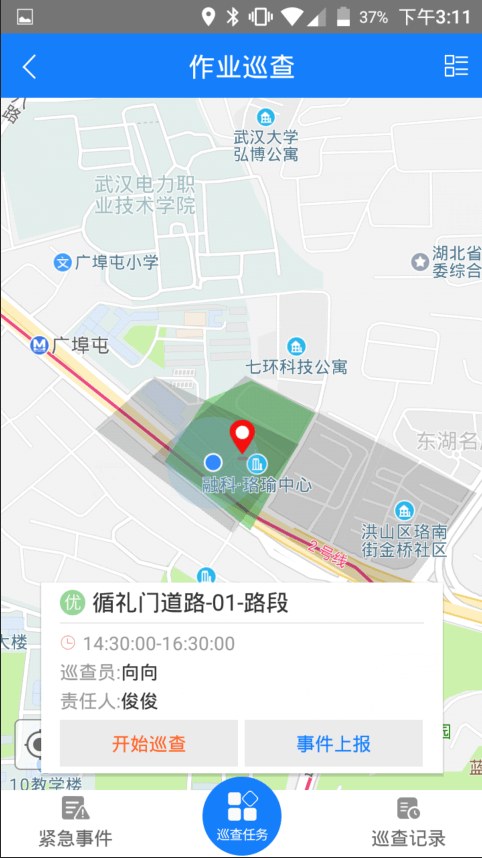 37% 下午3:11
作业巡查
武汉大学
弘博公寓
武汉电力职
业技术学院
广埠屯小学
文
湖北省
委综合
广埠屯
七环科技公寓
东湖名
融科·珞瑜中心
洪山区珞南
街金桥社区
2号线
优 循礼门道路-01-路段
大楼
14:30:00-16:30:00
巡查员:向向
责任人:俊俊
开始巡查 事件上报
园
蓝
10教学楼
紧急事件 巡查任务 巡查记录